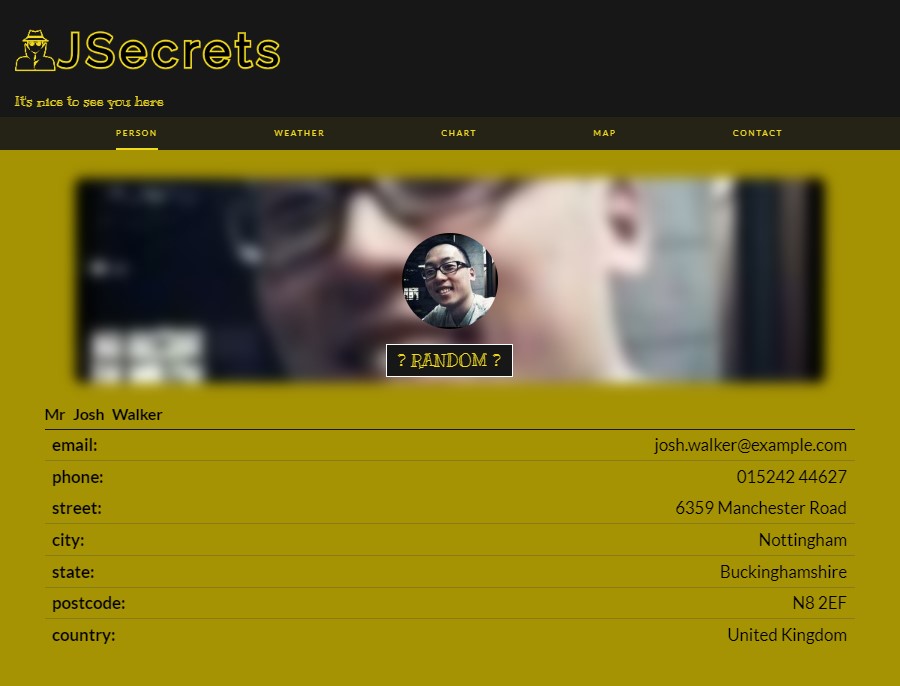 JSecrets
It's nice to see you here
PERSON WEATHER CHART MAP CONTACT
? RANDOM ?
Mr Josh Walker
email: josh.walker@example.com
phone: 015242 44627
street: 6359 Manchester Road
city: Nottingham
state: Buckinghamshire
postcode: N8 2EF
country: United Kingdom